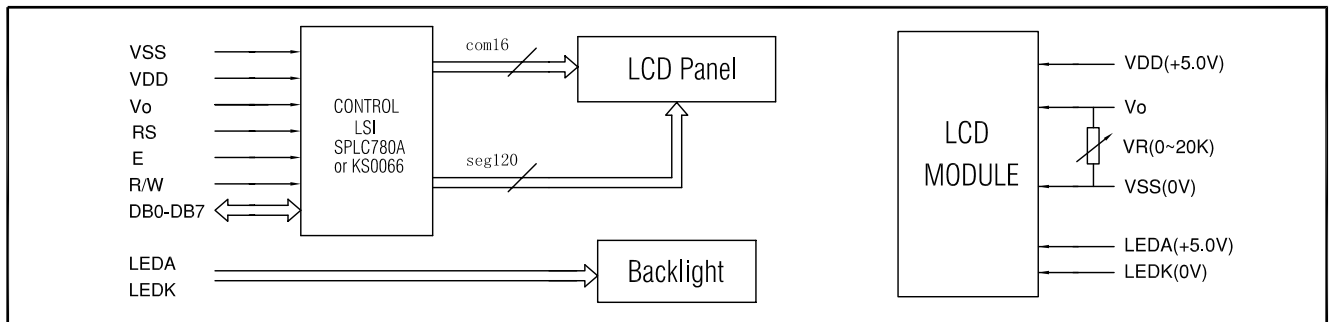 VSS
VDD
Vo
RS
E
R/W
DB0-DB7
LEDA
LEDK
CONTROL
LSI
SPLC780A
or KS0066
com16
seg120
LCD Panel
Backlight
LCD
MODULE
VDD(+5.0V)
Vo
VR(0~20K)
VSS(0V)
LEDA(+5.0V)
LEDK(0V)